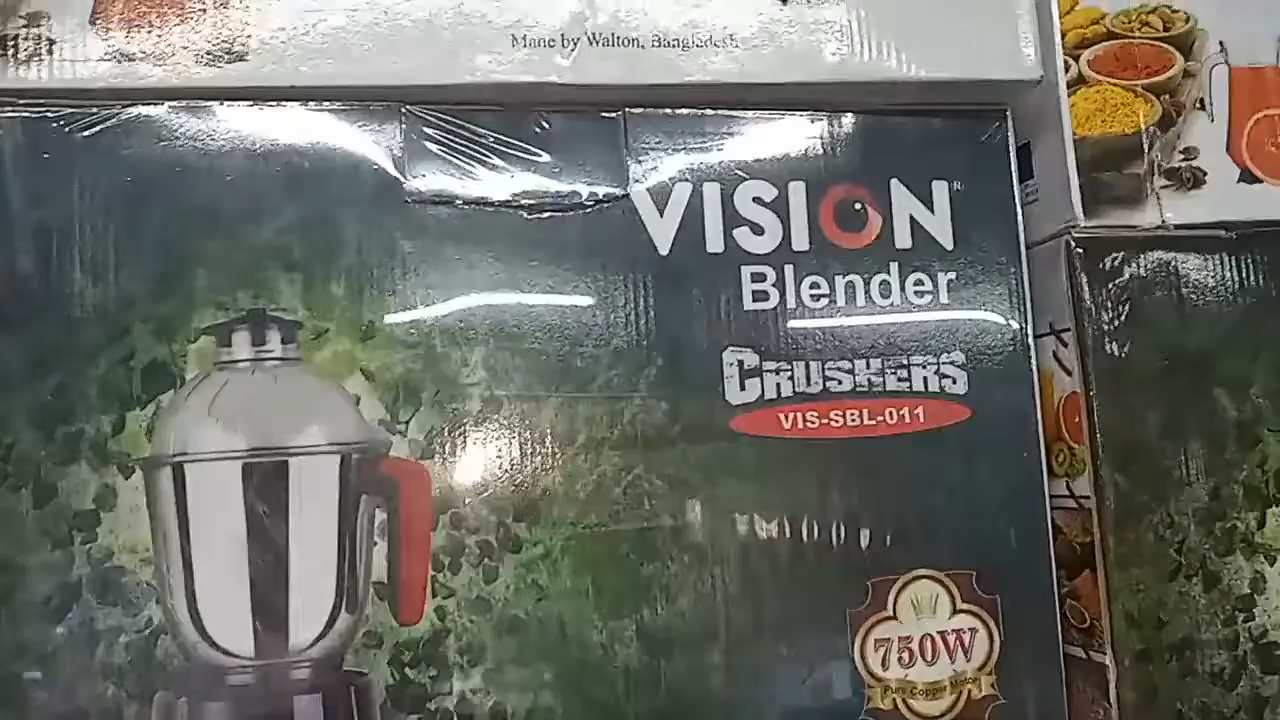 Made by Walton, Bangladesh
VISION®
Blender
CRUSHERS
VIS-SBL-011
750W
Pure Copper Motor